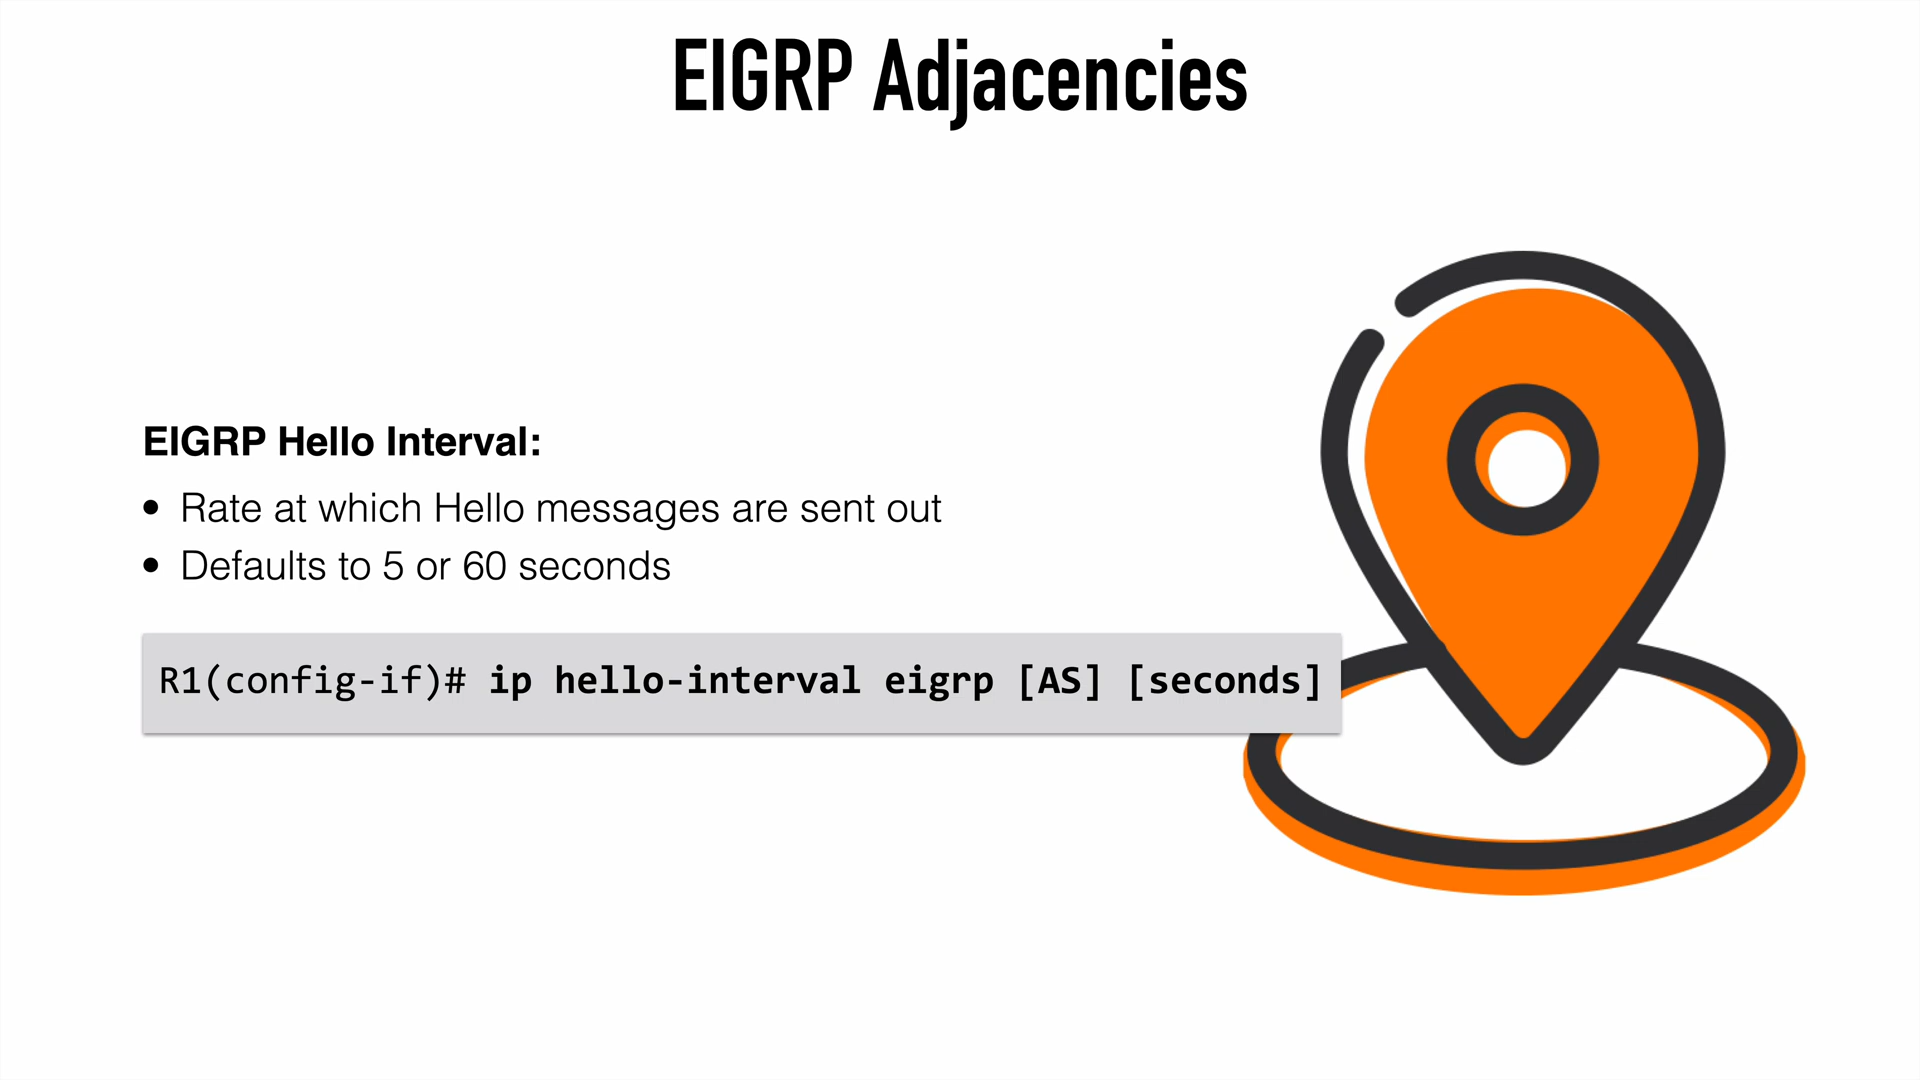 EIGRP Adjacencies
EIGRP Hello Interval:
• Rate at which Hello messages are sent out
• Defaults to 5 or 60 seconds
R1(config-if)# ip hello-interval eigrp [AS] [seconds]